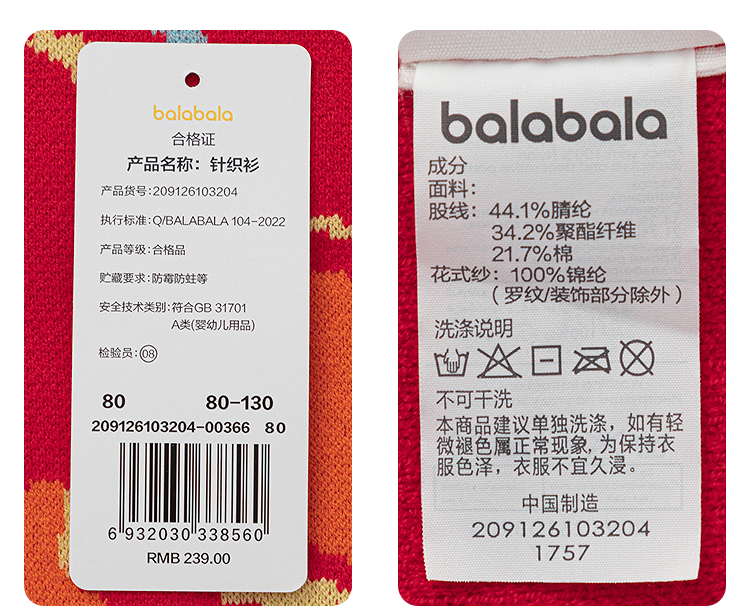 balabala
合格证
产品名称：针织衫
产品货号：209126103204
执行标准：Q/BALABALA 104-2022
产品等级：合格品
贮藏要求：防霉防蛀等
安全技术类别：符合GB 31701
A类(婴幼儿用品)
检验员：08
80 80-130
209126103204-00366 80
6 932030 338560
RMB 239.00
balabala
成分
面料：
股线：44.1%腈纶
34.2%聚酯纤维
21.7%棉
花式纱：100%锦纶
（罗纹/装饰部分除外）
洗涤说明
不可干洗
本商品建议单独洗涤，如有轻
微褪色属正常现象，为保持衣
服色泽，衣服不宜久浸。
中国制造
209126103204
1757